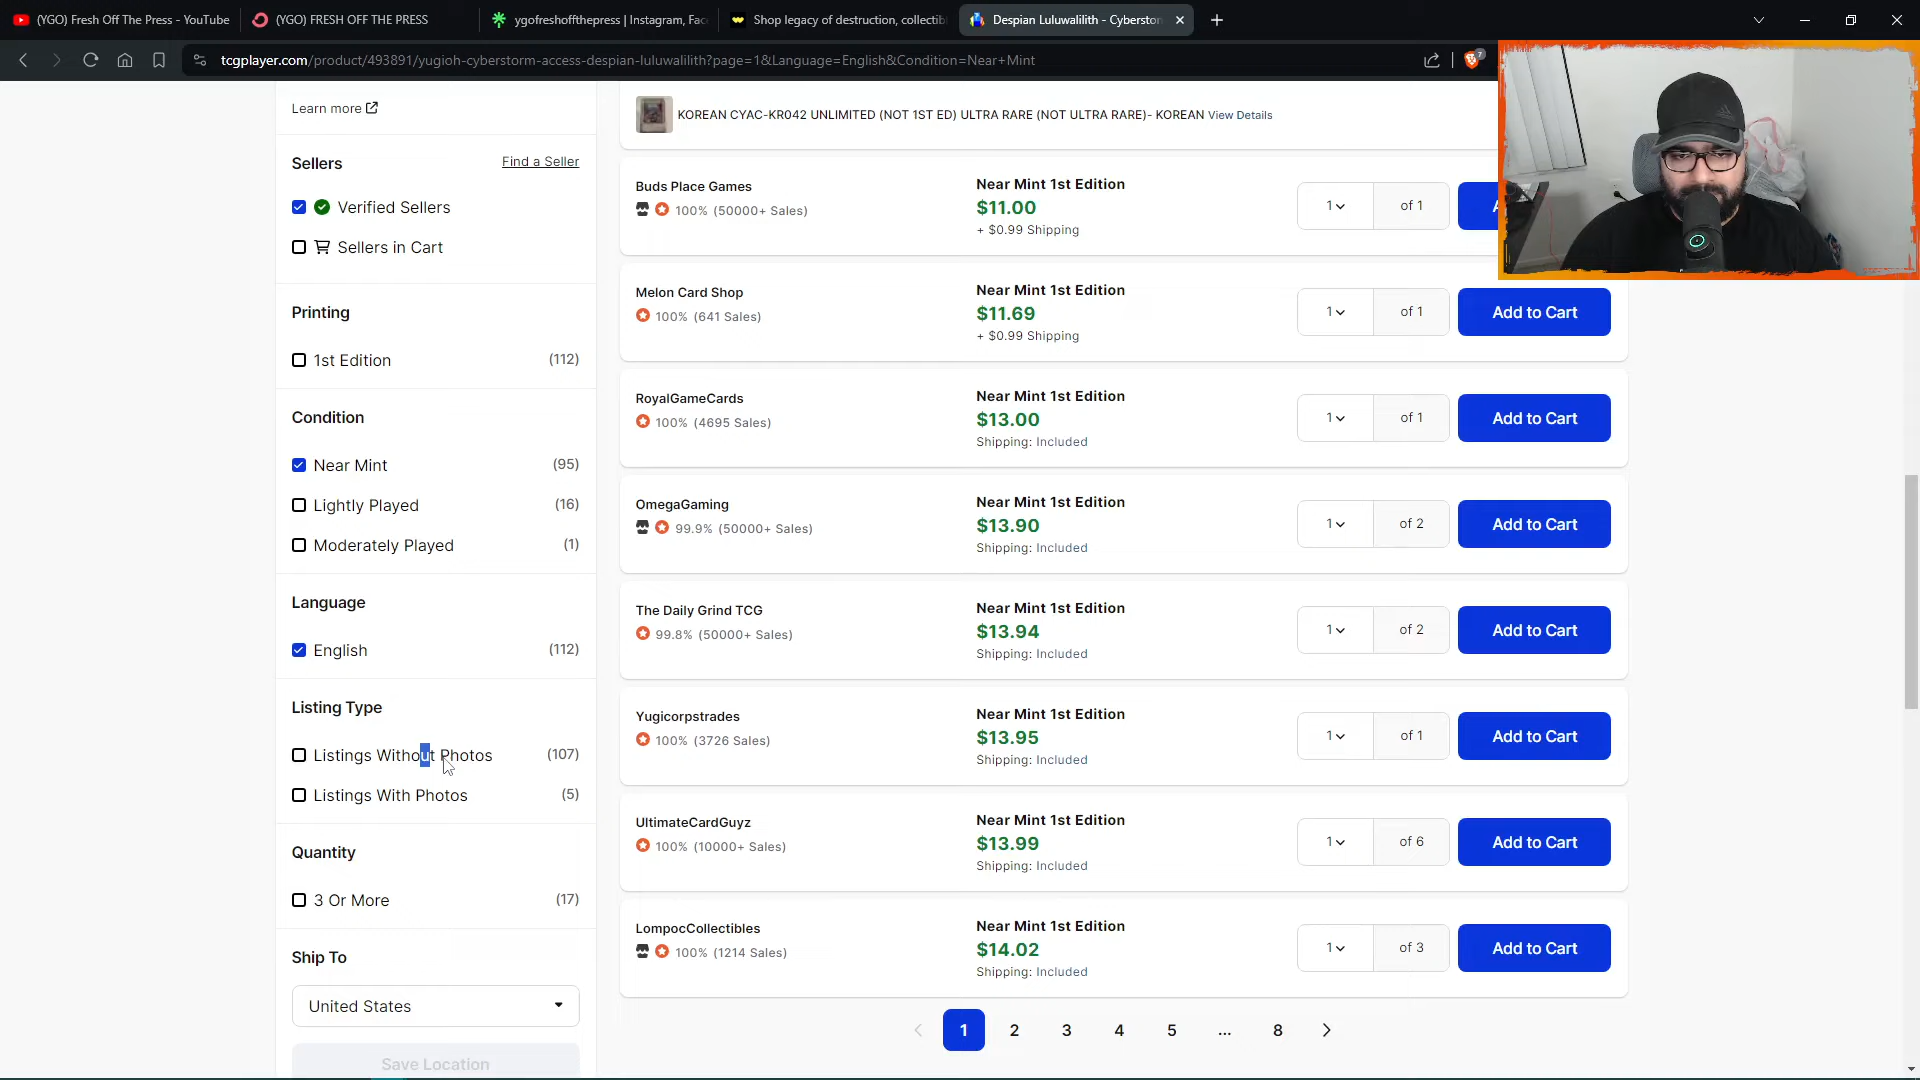 (YGO) Fresh Off The Press - YouTube
(YGO) FRESH OFF THE PRESS
ygofreshoffthepress | Instagram, Fac
Shop legacy of destruction, collectib
Despian Luluwalilith - Cyberstor
tcgplayer.com/product/493891/yugioh-cyberstorm-access-despian-luluwalilith?page=1&Language=English&Condition=Near+Mint
7
Learn more
Sellers
Find a Seller
Verified Sellers
Sellers in Cart
Printing
1st Edition (112)
Condition
Near Mint (95)
Lightly Played (16)
Moderately Played (1)
Language
English (112)
Listing Type
Listings Without Photos (107)
Listings With Photos (5)
Quantity
3 Or More (17)
Ship To
United States
Save Location
KOREAN CYAC-KR042 UNLIMITED (NOT 1ST ED) ULTRA RARE (NOT ULTRA RARE)- KOREAN View Details
Buds Place Games
100% (50000+ Sales)
Near Mint 1st Edition
$11.00
+ $0.99 Shipping
1 of 1
Melon Card Shop
100% (641 Sales)
Near Mint 1st Edition
$11.69
+ $0.99 Shipping
1 of 1
Add to Cart
RoyalGameCards
100% (4695 Sales)
Near Mint 1st Edition
$13.00
Shipping: Included
1 of 1
Add to Cart
OmegaGaming
99.9% (50000+ Sales)
Near Mint 1st Edition
$13.90
Shipping: Included
1 of 2
Add to Cart
The Daily Grind TCG
99.8% (50000+ Sales)
Near Mint 1st Edition
$13.94
Shipping: Included
1 of 2
Add to Cart
Yugicorpstrades
100% (3726 Sales)
Near Mint 1st Edition
$13.95
Shipping: Included
1 of 1
Add to Cart
UltimateCardGuyz
100% (10000+ Sales)
Near Mint 1st Edition
$13.99
Shipping: Included
1 of 6
Add to Cart
LompocCollectibles
100% (1214 Sales)
Near Mint 1st Edition
$14.02
Shipping: Included
1 of 3
Add to Cart
1 2 3 4 5 ... 8